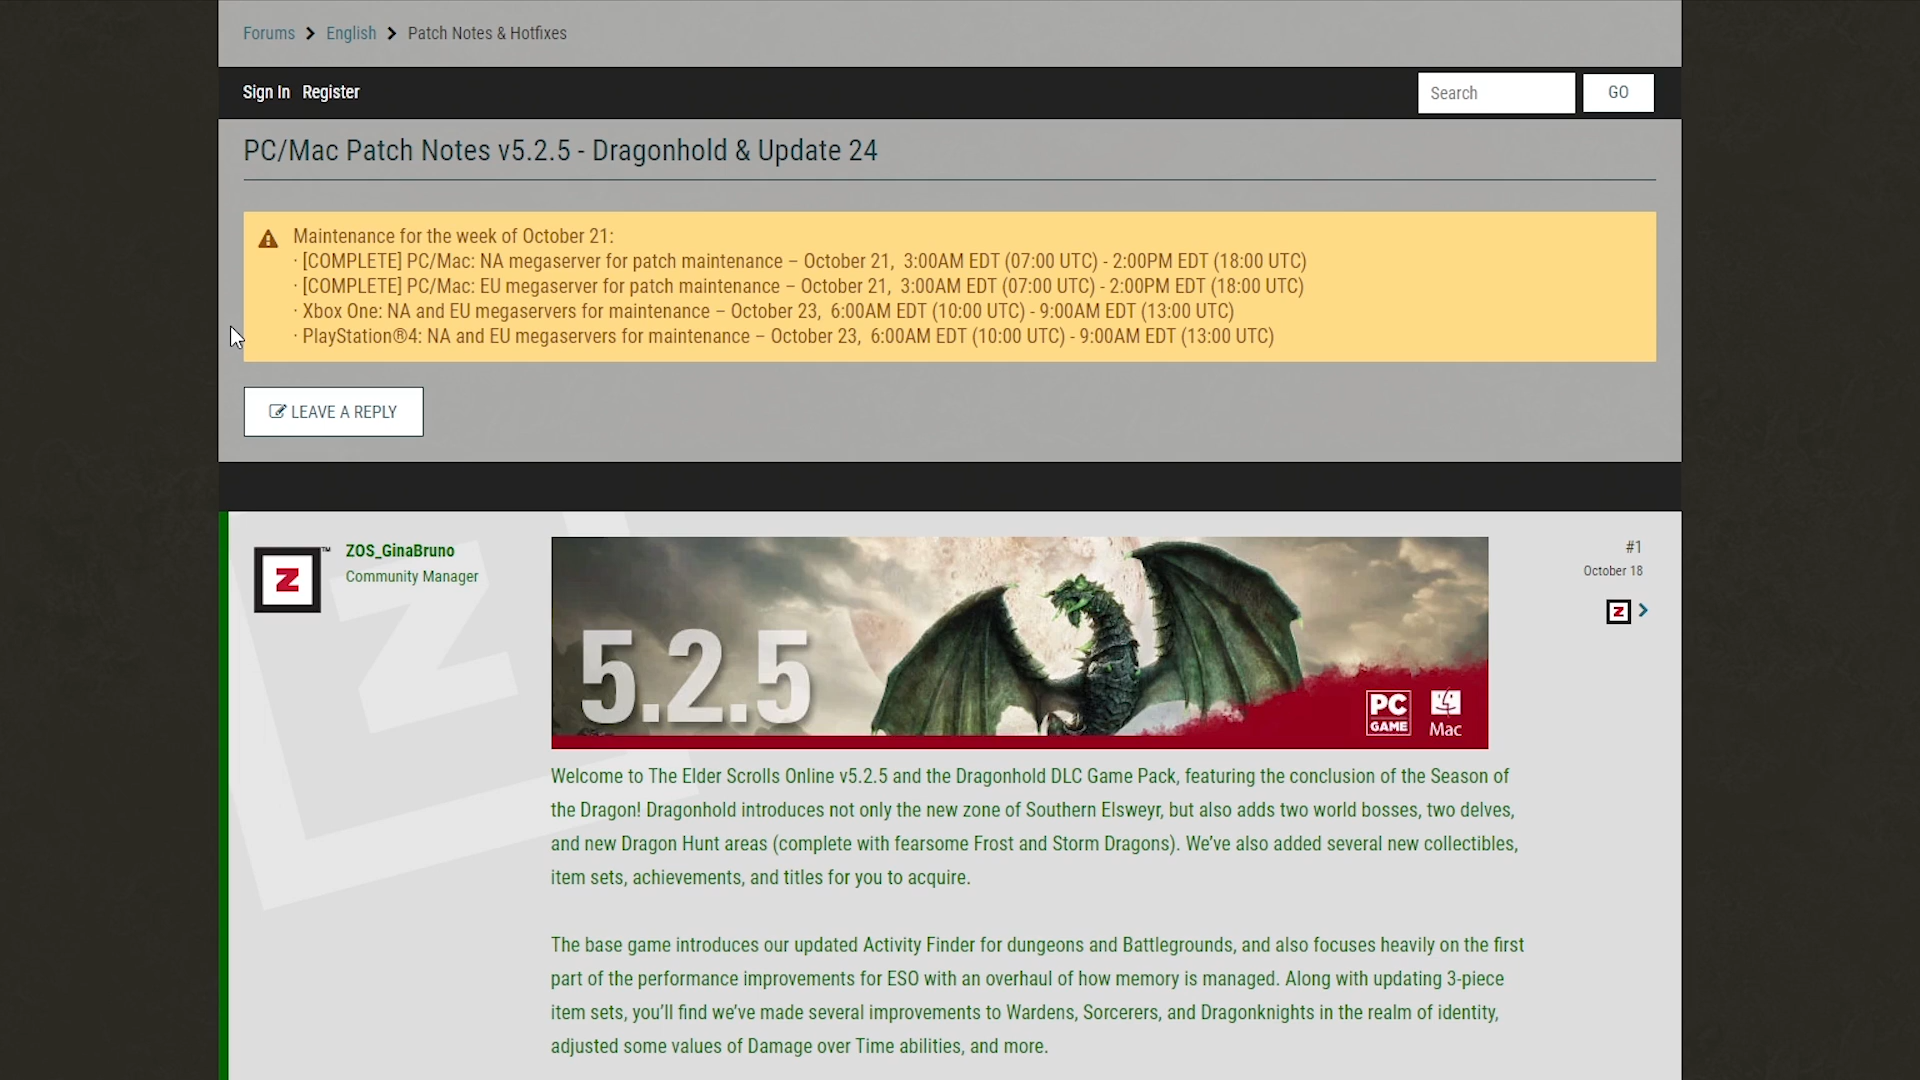 Forums > English > Patch Notes & Hotfixes
Sign In Register Search GO
PC/Mac Patch Notes v5.2.5 - Dragonhold & Update 24
Maintenance for the week of October 21:
· [COMPLETE] PC/Mac: NA megaserver for patch maintenance – October 21, 3:00AM EDT (07:00 UTC) - 2:00PM EDT (18:00 UTC)
· [COMPLETE] PC/Mac: EU megaserver for patch maintenance – October 21, 3:00AM EDT (07:00 UTC) - 2:00PM EDT (18:00 UTC)
· Xbox One: NA and EU megaservers for maintenance – October 23, 6:00AM EDT (10:00 UTC) - 9:00AM EDT (13:00 UTC)
· PlayStation®4: NA and EU megaservers for maintenance – October 23, 6:00AM EDT (10:00 UTC) - 9:00AM EDT (13:00 UTC)
LEAVE A REPLY
Z™
ZOS_GinaBruno
Community Manager
#1
October 18
Z
5.2.5
PC
GAME
Mac
Welcome to The Elder Scrolls Online v5.2.5 and the Dragonhold DLC Game Pack, featuring the conclusion of the Season of
the Dragon! Dragonhold introduces not only the new zone of Southern Elsweyr, but also adds two world bosses, two delves,
and new Dragon Hunt areas (complete with fearsome Frost and Storm Dragons). We’ve also added several new collectibles,
item sets, achievements, and titles for you to acquire.
The base game introduces our updated Activity Finder for dungeons and Battlegrounds, and also focuses heavily on the first
part of the performance improvements for ESO with an overhaul of how memory is managed. Along with updating 3-piece
item sets, you’ll find we’ve made several improvements to Wardens, Sorcerers, and Dragonknights in the realm of identity,
adjusted some values of Damage over Time abilities, and more.